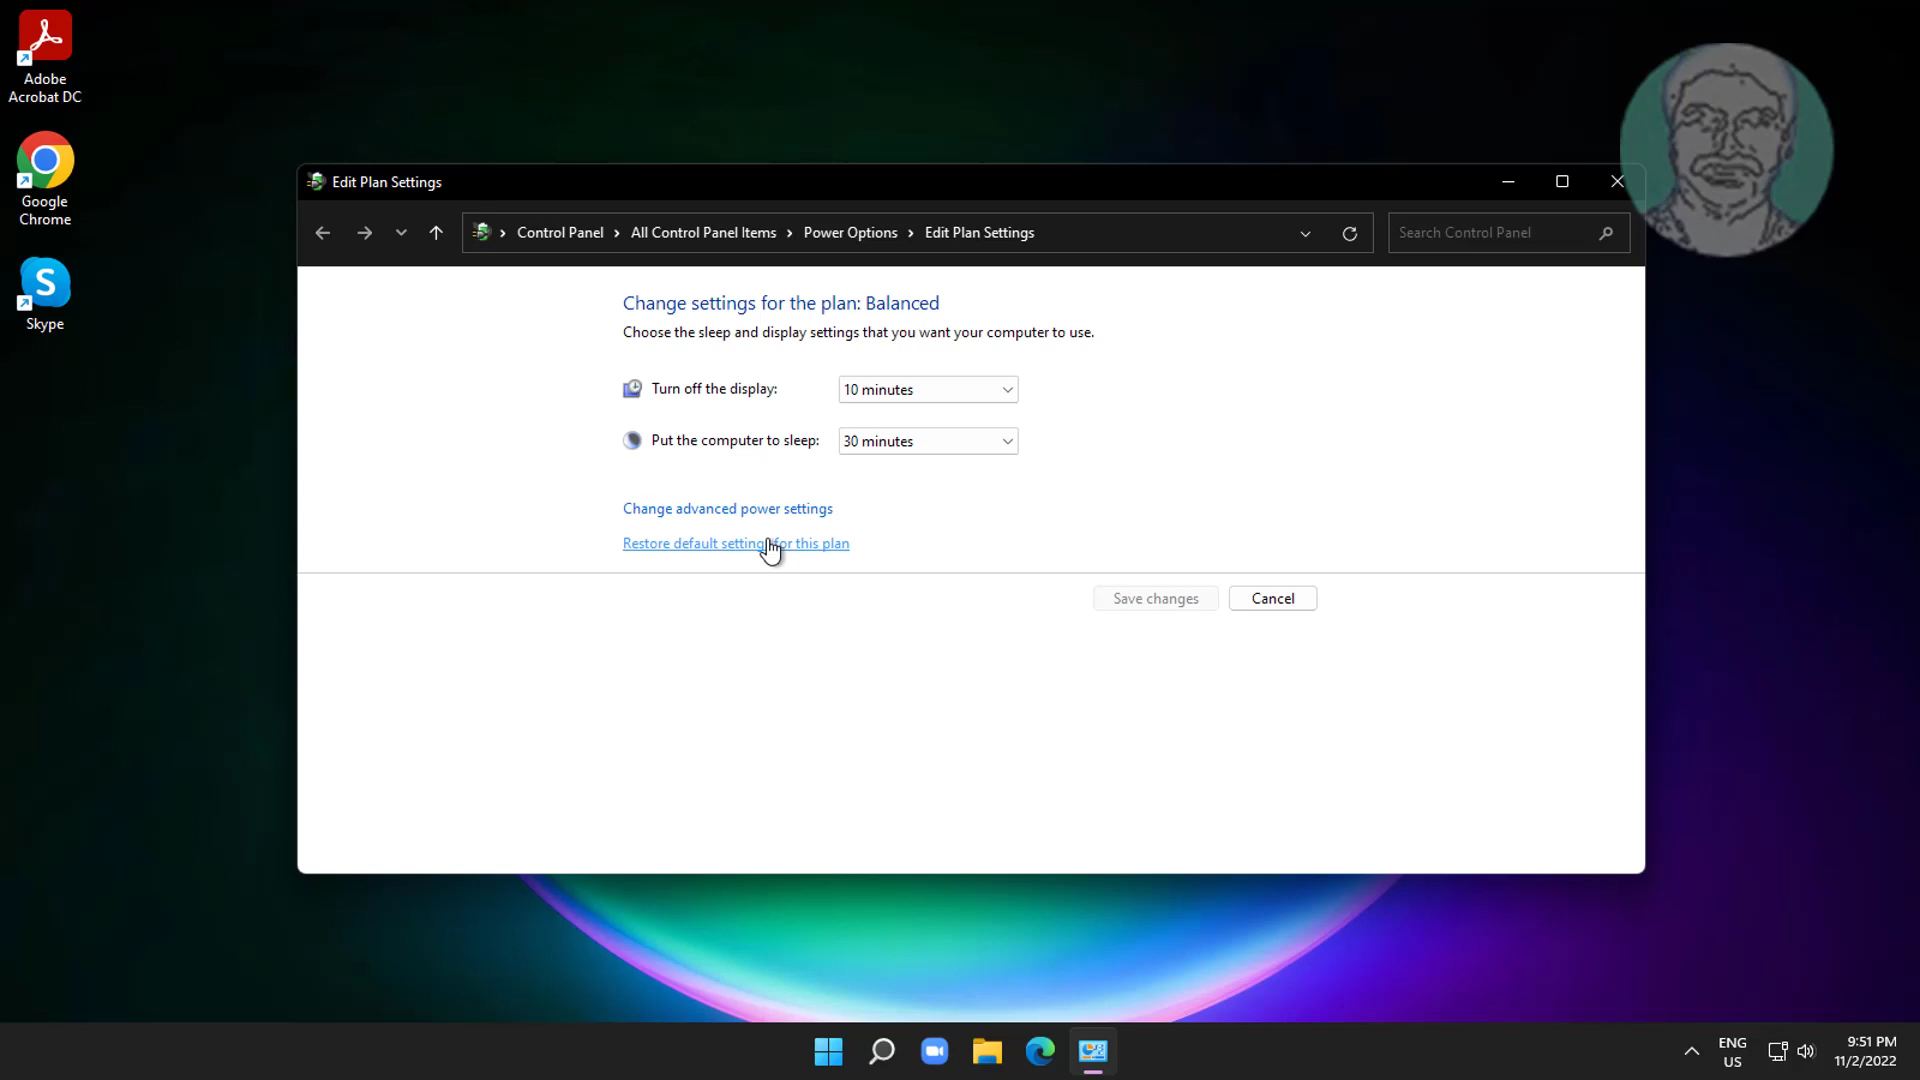 Adobe
Acrobat DC
Google
Chrome
S
Skype
Edit Plan Settings
Control Panel › All Control Panel Items › Power Options › Edit Plan Settings
Search Control Panel
Change settings for the plan: Balanced
Choose the sleep and display settings that you want your computer to use.
Turn off the display: 10 minutes
Put the computer to sleep: 30 minutes
Change advanced power settings
Restore default settings for this plan
Save changes Cancel
ENG
US
9:51 PM
11/2/2022